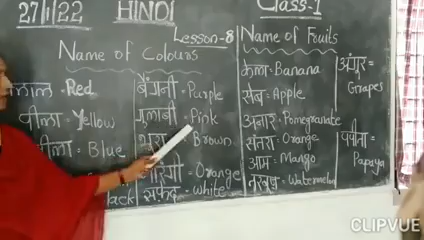 27/1/22 HINDI Class-1
Lesson-8
Name of Colours
Red
पीला - Yellow
नीला = Blue
बैंगनी - Purple
गुलाबी - Pink
Brown
Orange
सफेद - White
Name of Fruits
केला - Banana
सेब - Apple
अनार - Pomegranate
संतरा - Orange
आम - Mango
तरबूज - Watermelon
अंगूर - Grapes
पपीता - Papaya
CLIPVUE